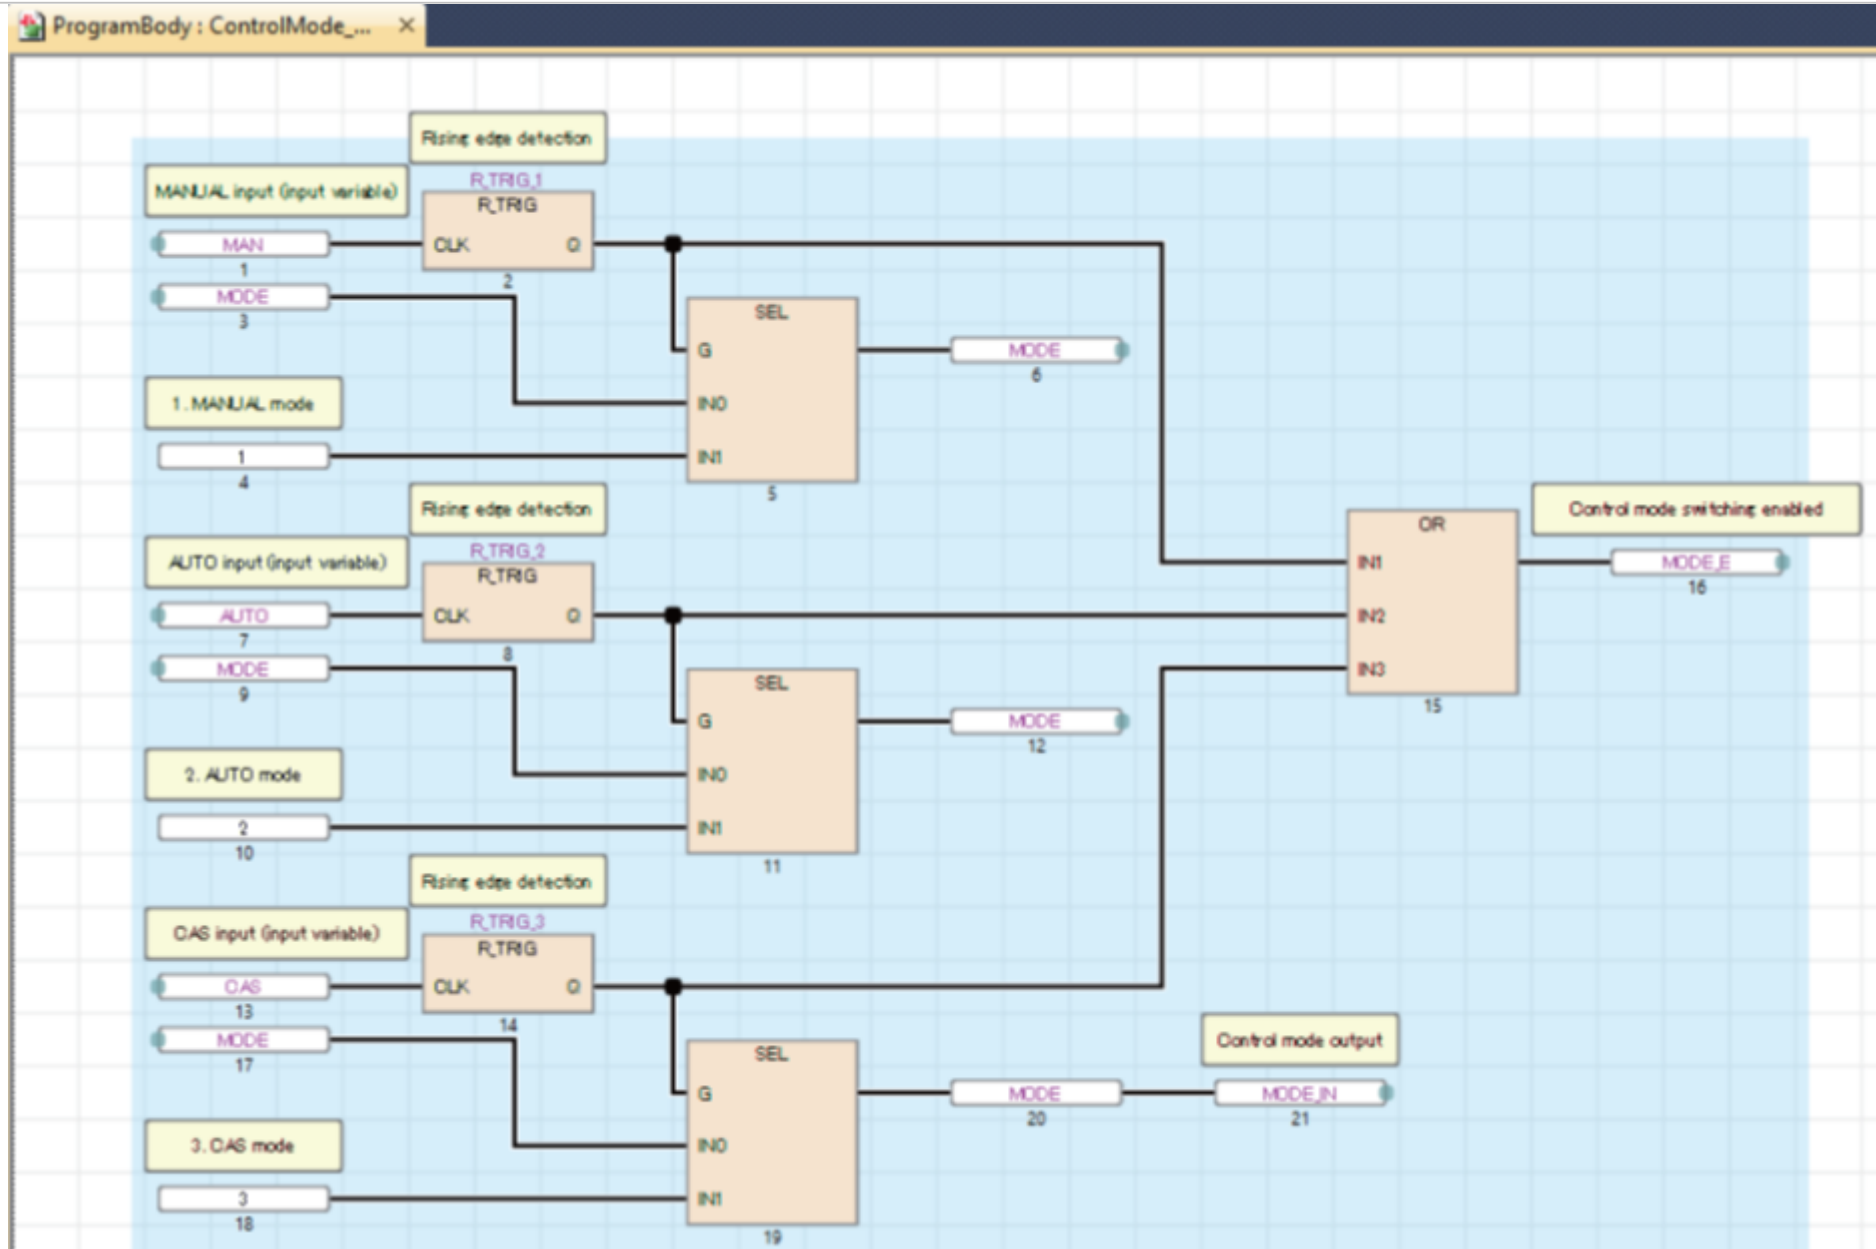 ProgramBody : ControlMode_...
Rising edge detection
MANUAL input (input variable)
R_TRIG_1
R_TRIG
MAN
CLK
Q
1
2
MODE
3
SEL
G
MODE
6
1. MANUAL mode
IN0
1
IN1
4
5
Rising edge detection
OR
Control mode switching enabled
AUTO input (input variable)
R_TRIG_2
R_TRIG
IN1
MODE_E
16
AUTO
CLK
Q
IN2
7
8
MODE
IN3
9
SEL
15
G
MODE
12
2. AUTO mode
IN0
2
IN1
10
11
Rising edge detection
CAS input (input variable)
R_TRIG_3
R_TRIG
CAS
CLK
Q
13
14
MODE
Control mode output
17
SEL
G
MODE
MODE_IN
20
21
3. CAS mode
IN0
3
IN1
18
19